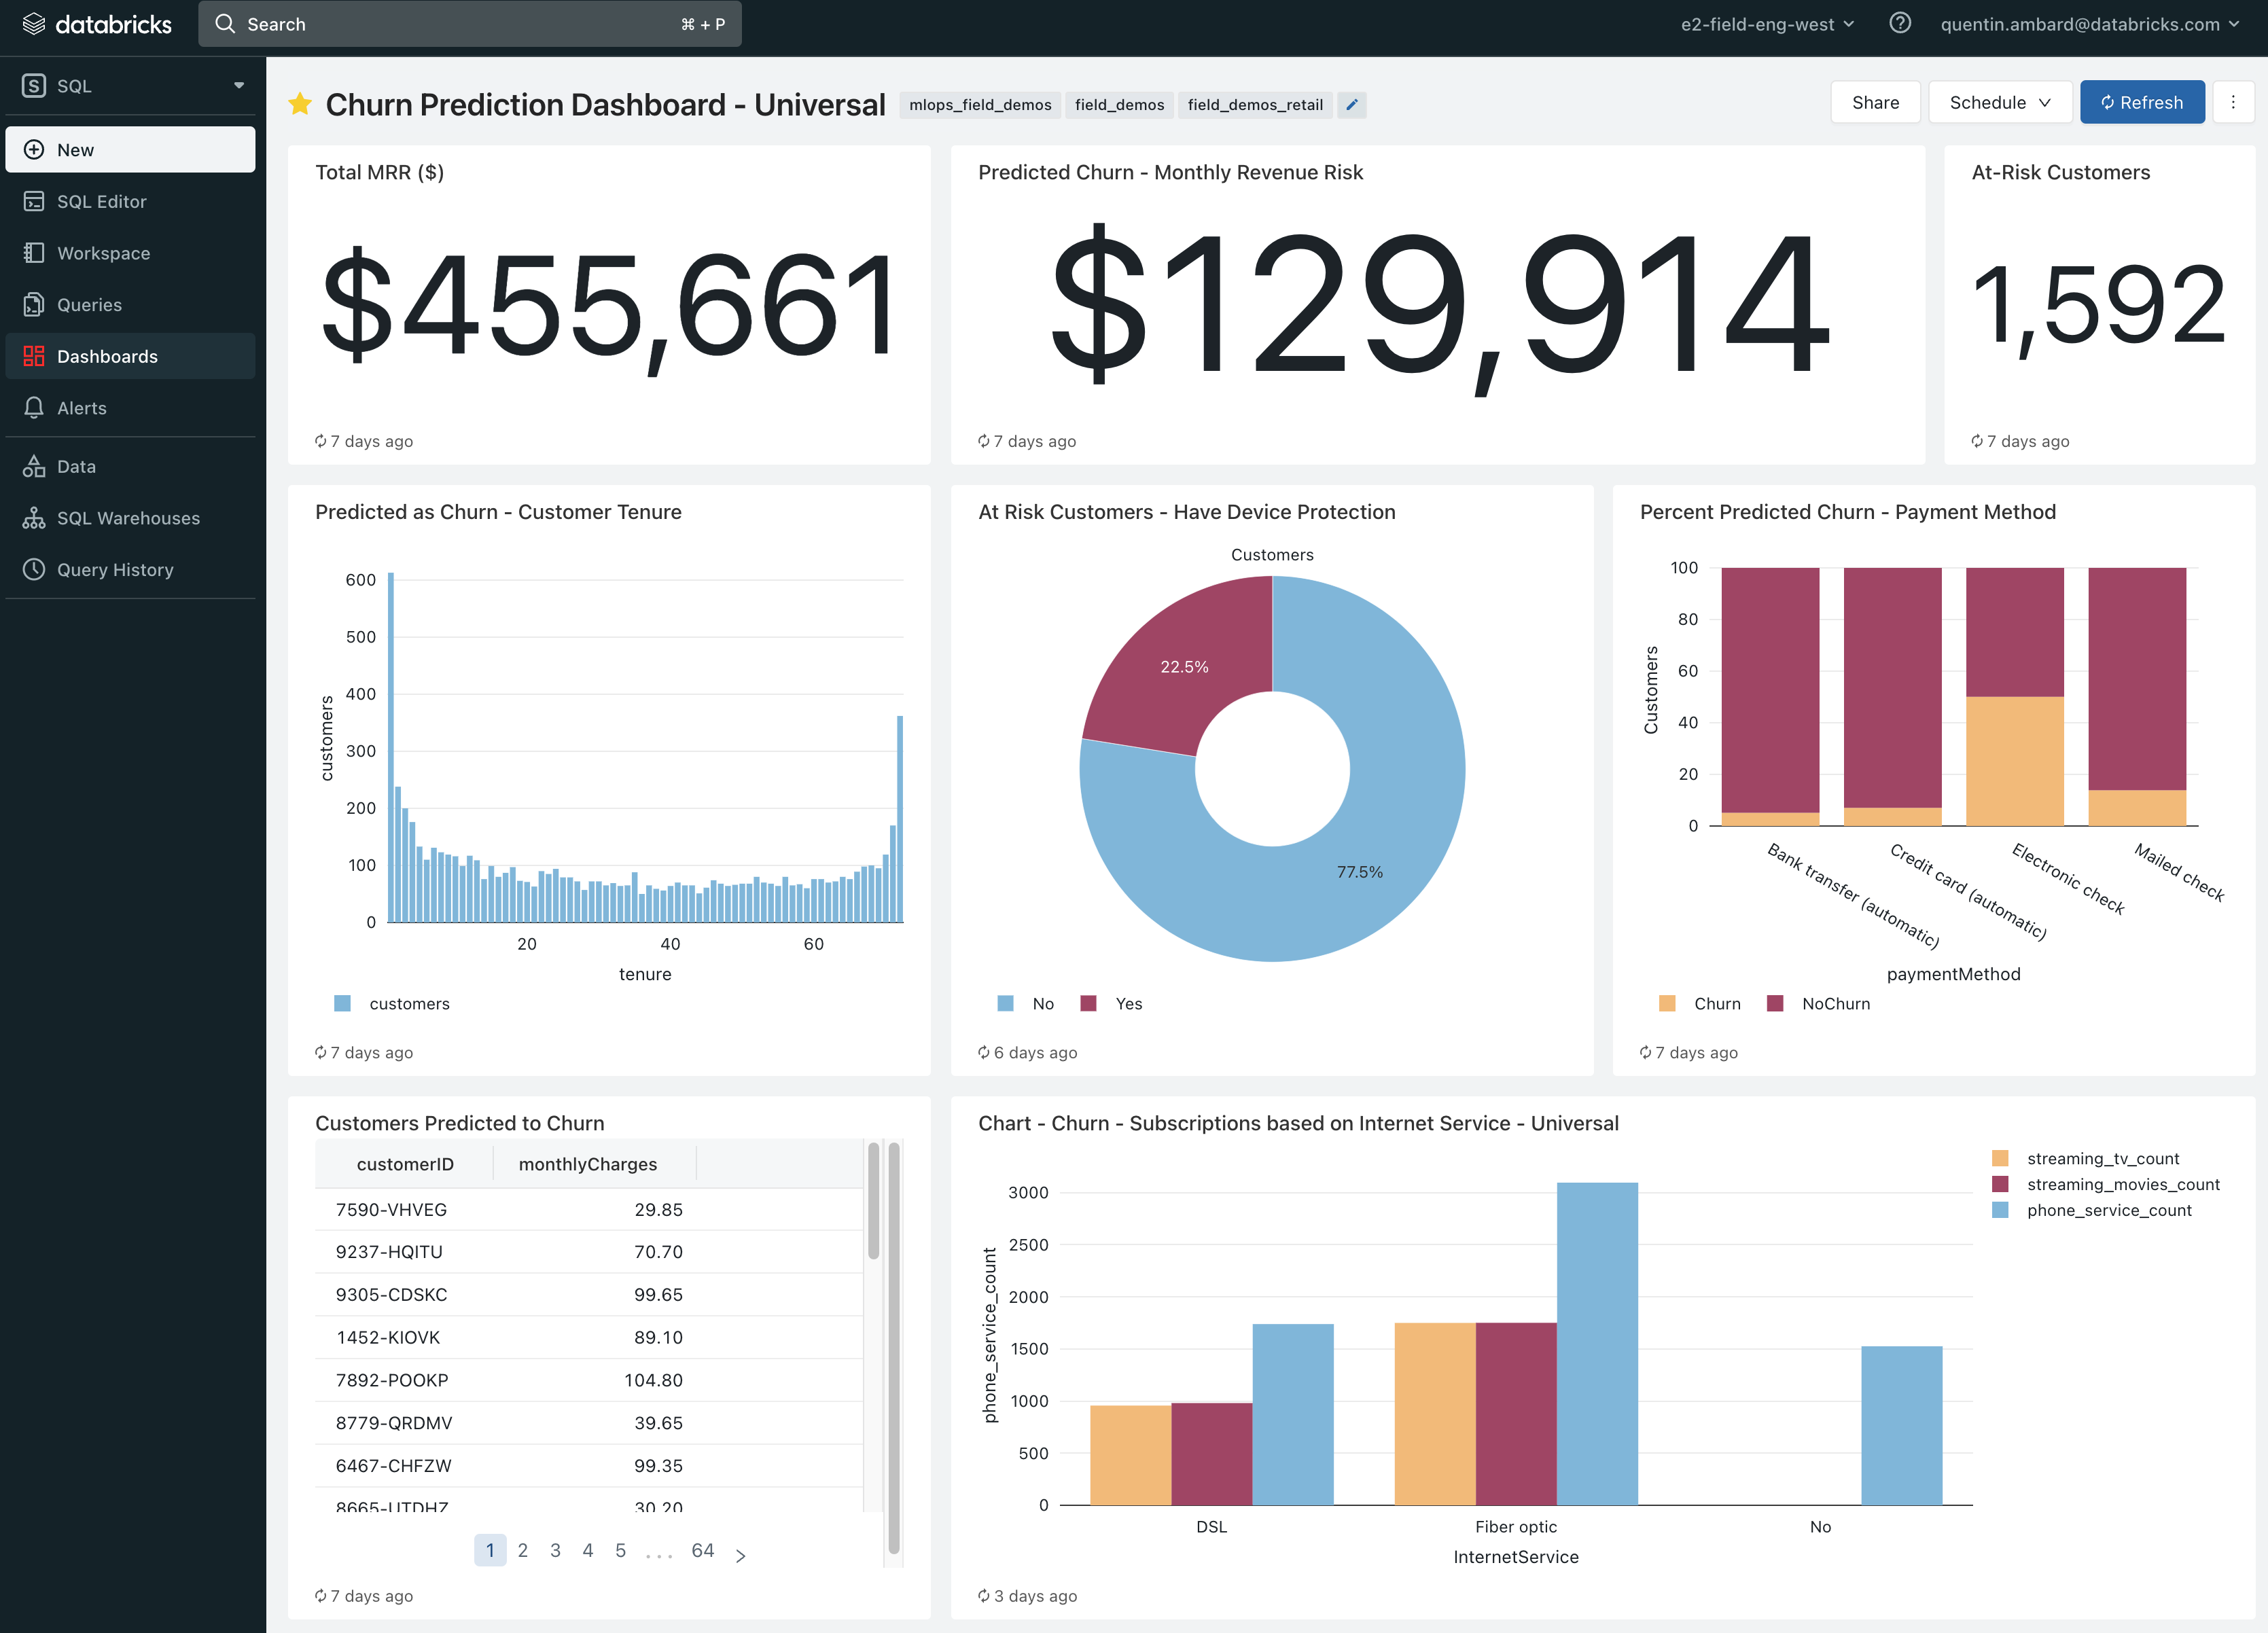 databricks
Search
⌘ + P
e2-field-eng-west
quentin.ambard@databricks.com
SQL
New
SQL Editor
Workspace
Queries
Dashboards
Alerts
Data
SQL Warehouses
Query History
Churn Prediction Dashboard - Universal
mlops_field_demos
field_demos
field_demos_retail
Share
Schedule
Refresh
Total MRR ($)
$455,661
7 days ago
Predicted Churn - Monthly Revenue Risk
$129,914
7 days ago
At-Risk Customers
1,592
7 days ago
Predicted as Churn - Customer Tenure
600
500
400
300
200
100
0
customers
20
40
60
tenure
customers
7 days ago
At Risk Customers - Have Device Protection
Customers
22.5%
77.5%
No
Yes
6 days ago
Percent Predicted Churn - Payment Method
100
80
60
40
20
0
Customers
Bank transfer (automatic)
Credit card (automatic)
Electronic check
Mailed check
paymentMethod
Churn
NoChurn
7 days ago
Customers Predicted to Churn
customerID monthlyCharges
7590-VHVEG 29.85
9237-HQITU 70.70
9305-CDSKC 99.65
1452-KIOVK 89.10
7892-POOKP 104.80
8779-QRDMV 39.65
6467-CHFZW 99.35
8665-UTDHZ 30.20
1 2 3 4 5 ... 64
7 days ago
Chart - Churn - Subscriptions based on Internet Service - Universal
3000
2500
2000
1500
1000
500
0
phone_service_count
DSL
Fiber optic
No
InternetService
streaming_tv_count
streaming_movies_count
phone_service_count
3 days ago